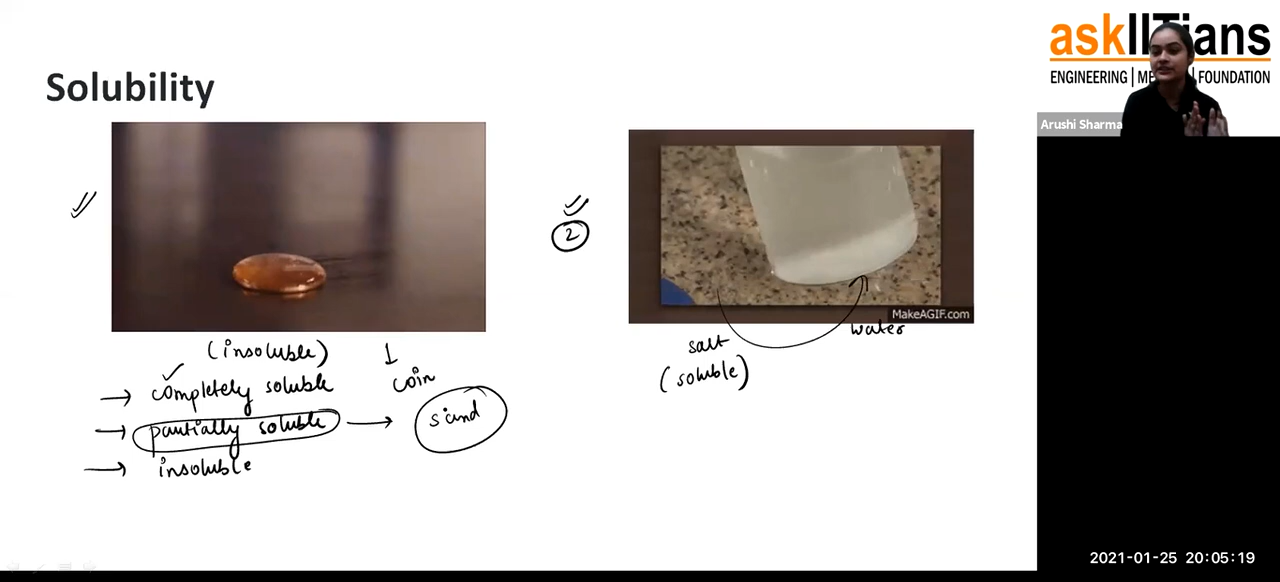 askIITians
ENGINEERING | ME | FOUNDATION
Solubility
Arushi Sharma
2
MakeAGIF.com
(insoluble)
coin
salt
water
(soluble)
completely soluble
partially soluble
sand
insoluble
2021-01-25 20:05:19